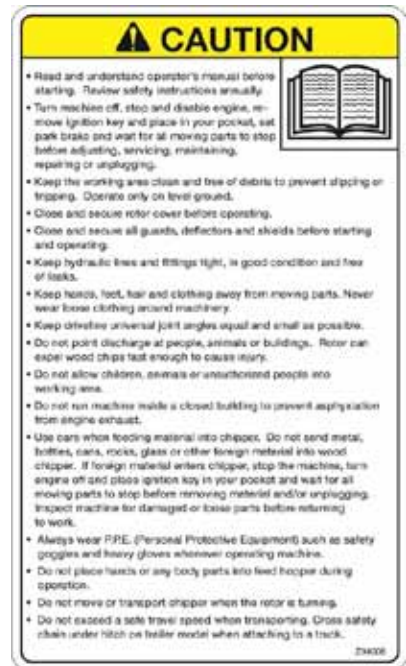 CAUTION
• Read and understand operator's manual before
starting. Review safety instructions annually.
• Turn machine off, stop and disable engine, re-
move ignition key and place in your pocket, set
park brake and wait for all moving parts to stop
before adjusting, servicing, maintaining,
repairing or unplugging.
• Keep the working area clean and free of debris to prevent slipping or
tripping. Operate only on level ground.
• Close and secure rotor cover before operating.
• Close and secure all guards, deflectors and shields before starting
and operating.
• Keep hydraulic lines and fittings tight, in good condition and free
of leaks.
• Keep hands, feet, hair and clothing away from moving parts. Never
wear loose clothing around machinery.
• Keep driveline universal joint angles equal and small as possible.
• Do not point discharge at people, animals or buildings. Rotor can
expel wood chips fast enough to cause injury.
• Do not allow children, animals or unauthorized people into
working area.
• Do not run machine inside a closed building to prevent asphyxiation
from engine exhaust.
• Use care when feeding material into chipper. Do not send metal,
bottles, cans, rocks, glass or other foreign material into wood
chipper. If foreign material enters chipper, stop the machine, turn
engine off and place ignition key in your pocket and wait for all
moving parts to stop before removing material and/or unplugging.
Inspect machine for damaged or loose parts before returning
to work.
• Always wear P.P.E. (Personal Protective Equipment) such as safety
goggles and heavy gloves whenever operating machine.
• Do not place hands or any body parts into feed hopper during
operation.
• Do not move or transport chipper when the rotor is turning.
• Do not exceed a safe travel speed when transporting. Cross safety
chain under hitch on trailer model when attaching to a truck.